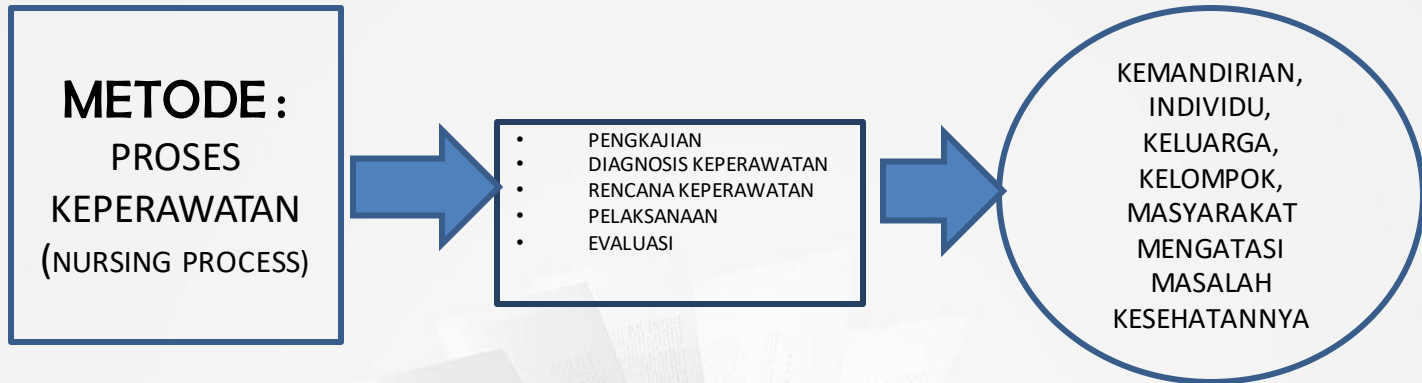 METODE :
PROSES
KEPERAWATAN
(NURSING PROCESS)
• PENGKAJIAN
• DIAGNOSIS KEPERAWATAN
• RENCANA KEPERAWATAN
• PELAKSANAAN
• EVALUASI
KEMANDIRIAN,
INDIVIDU,
KELUARGA,
KELOMPOK,
MASYARAKAT
MENGATASI
MASALAH
KESEHATANNYA